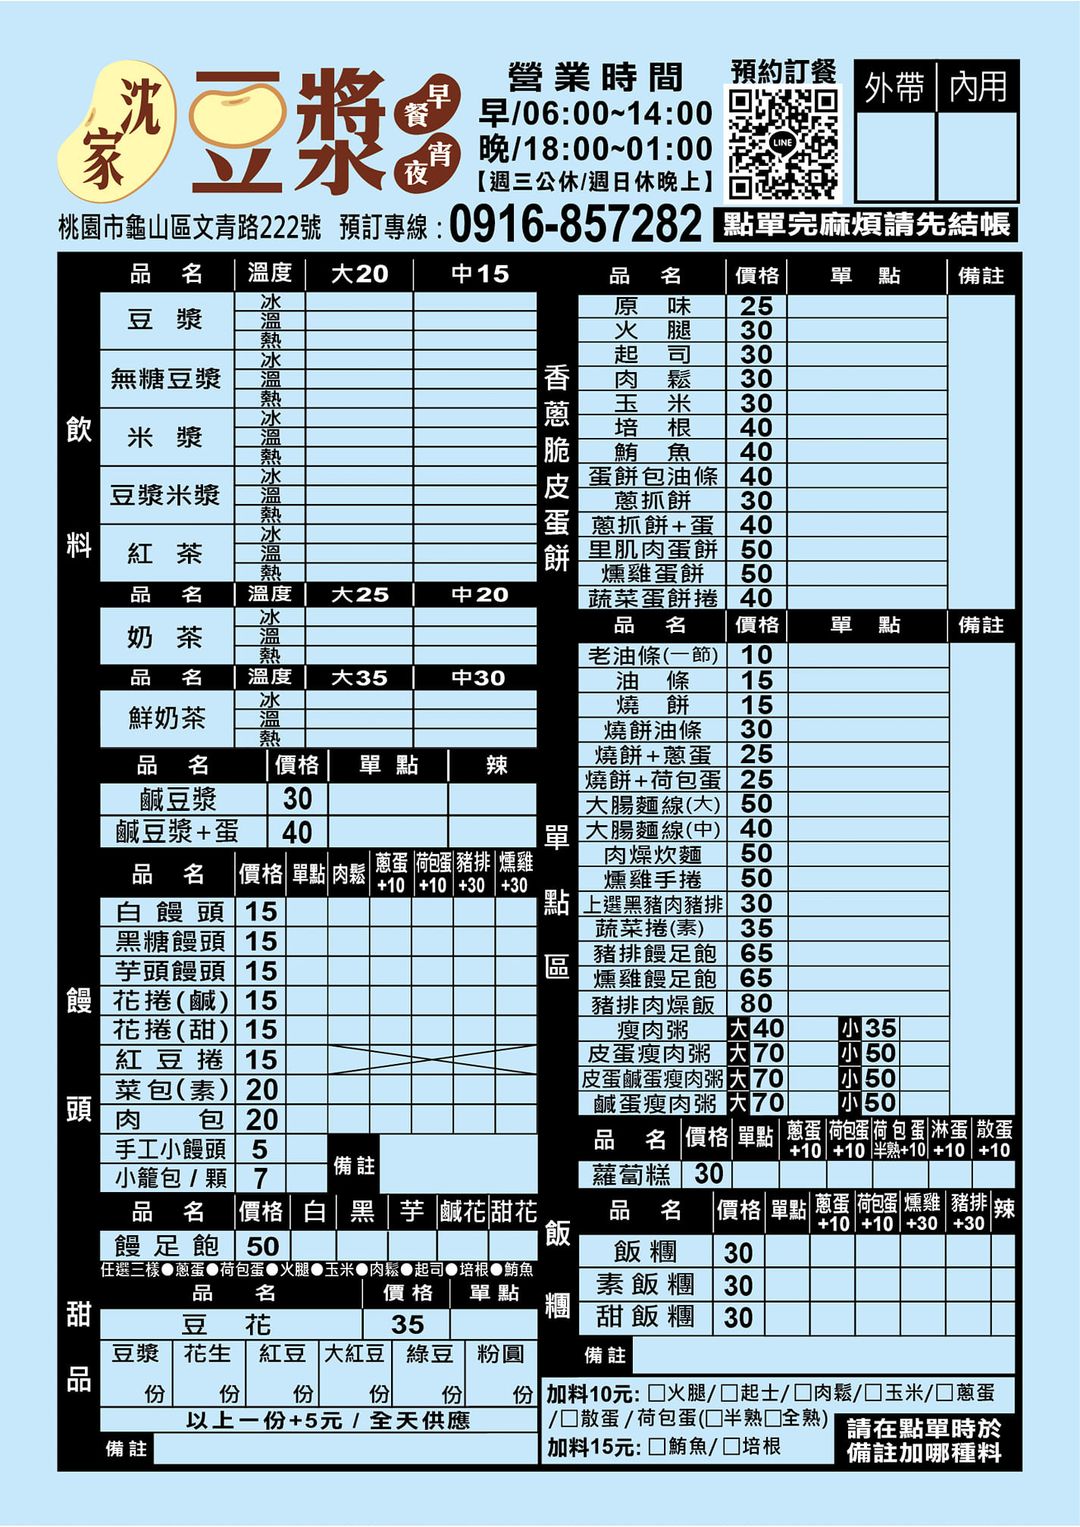 沈家
豆漿
早餐
宵夜
營業時間
早/06:00~14:00
晚/18:00~01:00
【週三公休/週日休晚上】
預約訂餐
LINE
外帶 內用
桃園市龜山區文青路222號 預訂專線:0916-857282
點單完麻煩請先結帳
飲料
品名 溫度 大20 中15
豆漿 冰 溫 熱
無糖豆漿 冰 溫 熱
米漿 冰 溫 熱
豆漿米漿 冰 溫 熱
紅茶 冰 溫 熱
品名 溫度 大25 中20
奶茶 冰 溫 熱
品名 溫度 大35 中30
鮮奶茶 冰 溫 熱
品名 價格 單點 辣
鹹豆漿 30
鹹豆漿+蛋 40
饅頭
品名 價格 單點 肉鬆 蔥蛋+10 荷包蛋+10 豬排+30 燻雞+30
白饅頭 15
黑糖饅頭 15
芋頭饅頭 15
花捲(鹹) 15
花捲(甜) 15
紅豆捲 15
菜包(素) 20
肉包 20
手工小饅頭 5
小籠包/顆 7
備註
品名 價格 白 黑 芋 鹹花 甜花
饅足飽 50
任選三樣●蔥蛋●荷包蛋●火腿●玉米●肉鬆●起司●培根●鮪魚
甜品
品名 價格 單點
豆花 35
豆漿 份 花生 份 紅豆 份 大紅豆 份 綠豆 份 粉圓 份
以上一份+5元 / 全天供應
備註
香蔥脆皮蛋餅
品名 價格 單點 備註
原味 25
火腿 30
起司 30
肉鬆 30
玉米 30
培根 40
鮪魚 40
蛋餅包油條 40
蔥抓餅 30
蔥抓餅+蛋 40
里肌肉蛋餅 50
燻雞蛋餅 50
蔬菜蛋餅捲 40
單點區
品名 價格 單點 備註
老油條(一節) 10
油條 15
燒餅 15
燒餅油條 30
燒餅+蔥蛋 25
燒餅+荷包蛋 25
大腸麵線(大) 50
大腸麵線(中) 40
肉燥炊麵 50
燻雞手捲 50
上選黑豬肉豬排 30
蔬菜捲(素) 35
豬排饅足飽 65
燻雞饅足飽 65
豬排肉燥飯 80
瘦肉粥 大40 小35
皮蛋瘦肉粥 大70 小50
皮蛋鹹蛋瘦肉粥 大70 小50
鹹蛋瘦肉粥 大70 小50
品名 價格 單點 蔥蛋+10 荷包蛋+10 荷包蛋半熟+10 淋蛋+10 散蛋+10
蘿蔔糕 30
飯糰
品名 價格 單點 蔥蛋+10 荷包蛋+10 燻雞+30 豬排+30 辣
飯糰 30
素飯糰 30
甜飯糰 30
備註
加料10元: □火腿/□起士/□肉鬆/□玉米/□蔥蛋
/□散蛋/荷包蛋(□半熟□全熟)
加料15元: □鮪魚/□培根
請在點單時於
備註加哪種料